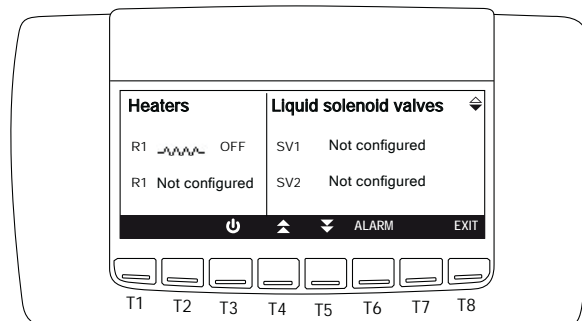 Heaters Liquid solenoid valves
R1 OFF SV1 Not configured
R1 Not configured SV2 Not configured
ALARM EXIT
T1 T2 T3 T4 T5 T6 T7 T8